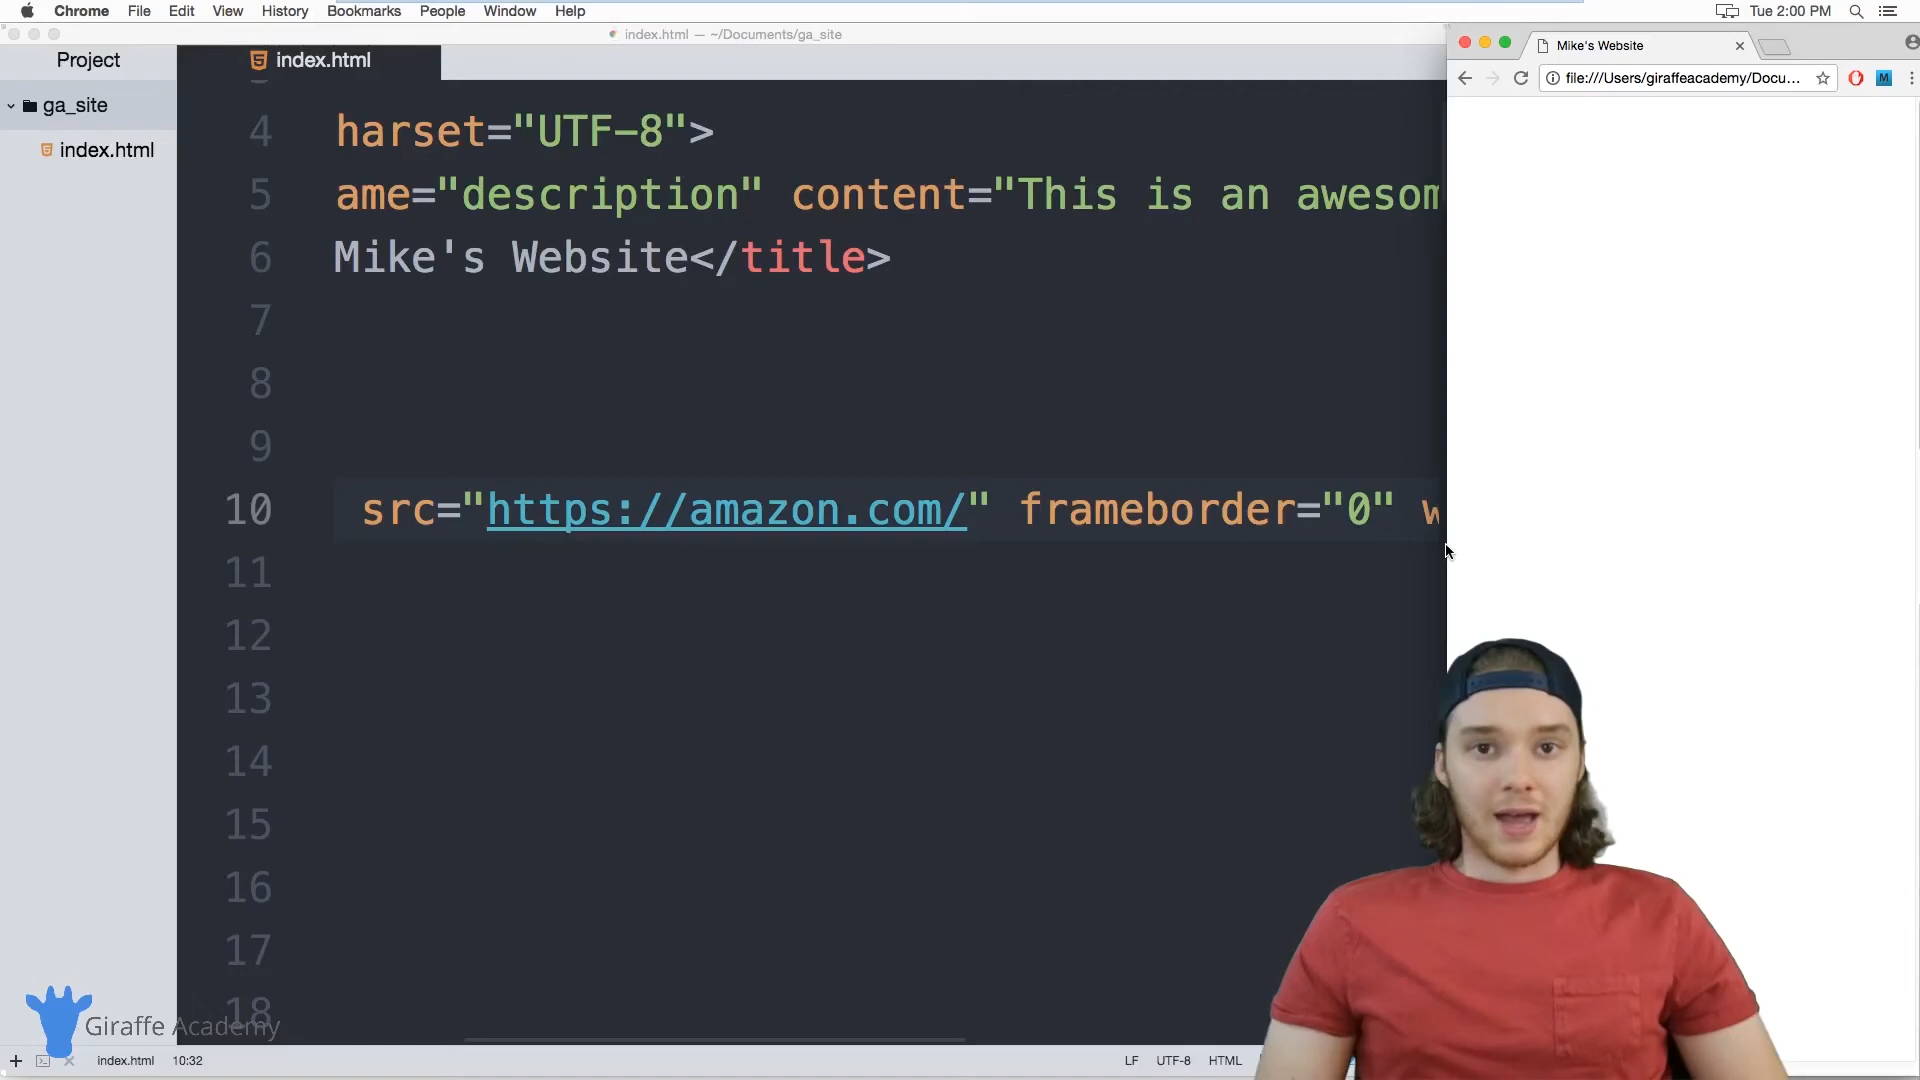 Chrome File Edit View History Bookmarks People Window Help
Tue 2:00 PM
index.html — ~/Documents/ga_site
Project
index.html
Mike's Website
file:///Users/giraffeacademy/Docu...
M
ga_site
index.html
4 harset="UTF-8">
5 ame="description" content="This is an awesom
6 Mike's Website</title>
7
8
9
10 src="https://amazon.com/" frameborder="0" w
11
12
13
14
15
16
17
18
Giraffe Academy
index.html 10:32
LF UTF-8 HTML